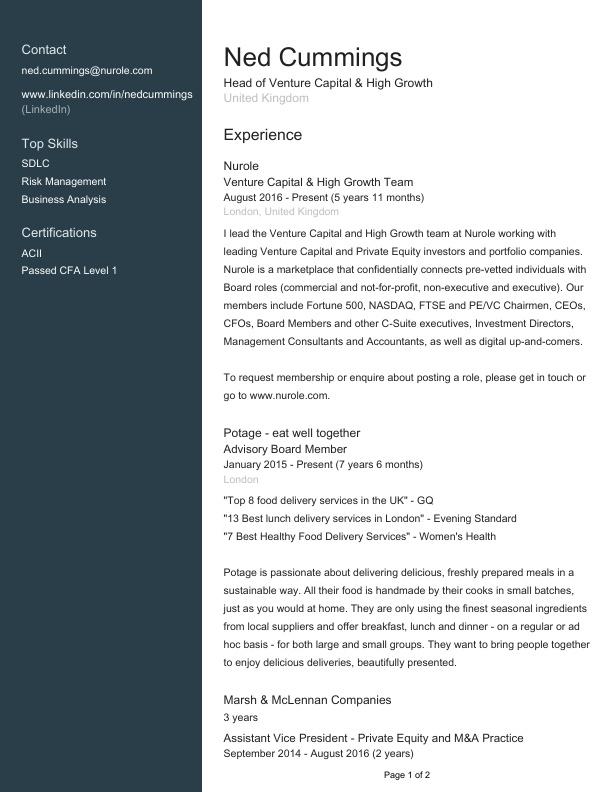 Contact
ned.cummings@nurole.com
www.linkedin.com/in/nedcummings
(LinkedIn)
Top Skills
SDLC
Risk Management
Business Analysis
Certifications
ACII
Passed CFA Level 1
Ned Cummings
Head of Venture Capital & High Growth
United Kingdom
Experience
Nurole
Venture Capital & High Growth Team
August 2016 - Present (5 years 11 months)
London, United Kingdom
I lead the Venture Capital and High Growth team at Nurole working with
leading Venture Capital and Private Equity investors and portfolio companies.
Nurole is a marketplace that confidentially connects pre-vetted individuals with
Board roles (commercial and not-for-profit, non-executive and executive). Our
members include Fortune 500, NASDAQ, FTSE and PE/VC Chairmen, CEOs,
CFOs, Board Members and other C-Suite executives, Investment Directors,
Management Consultants and Accountants, as well as digital up-and-comers.
To request membership or enquire about posting a role, please get in touch or
go to www.nurole.com.
Potage - eat well together
Advisory Board Member
January 2015 - Present (7 years 6 months)
London
"Top 8 food delivery services in the UK" - GQ
"13 Best lunch delivery services in London" - Evening Standard
"7 Best Healthy Food Delivery Services" - Women's Health
Potage is passionate about delivering delicious, freshly prepared meals in a
sustainable way. All their food is handmade by their cooks in small batches,
just as you would at home. They are only using the finest seasonal ingredients
from local suppliers and offer breakfast, lunch and dinner - on a regular or ad
hoc basis - for both large and small groups. They want to bring people together
to enjoy delicious deliveries, beautifully presented.
Marsh & McLennan Companies
3 years
Assistant Vice President - Private Equity and M&A Practice
September 2014 - August 2016 (2 years)
Page 1 of 2